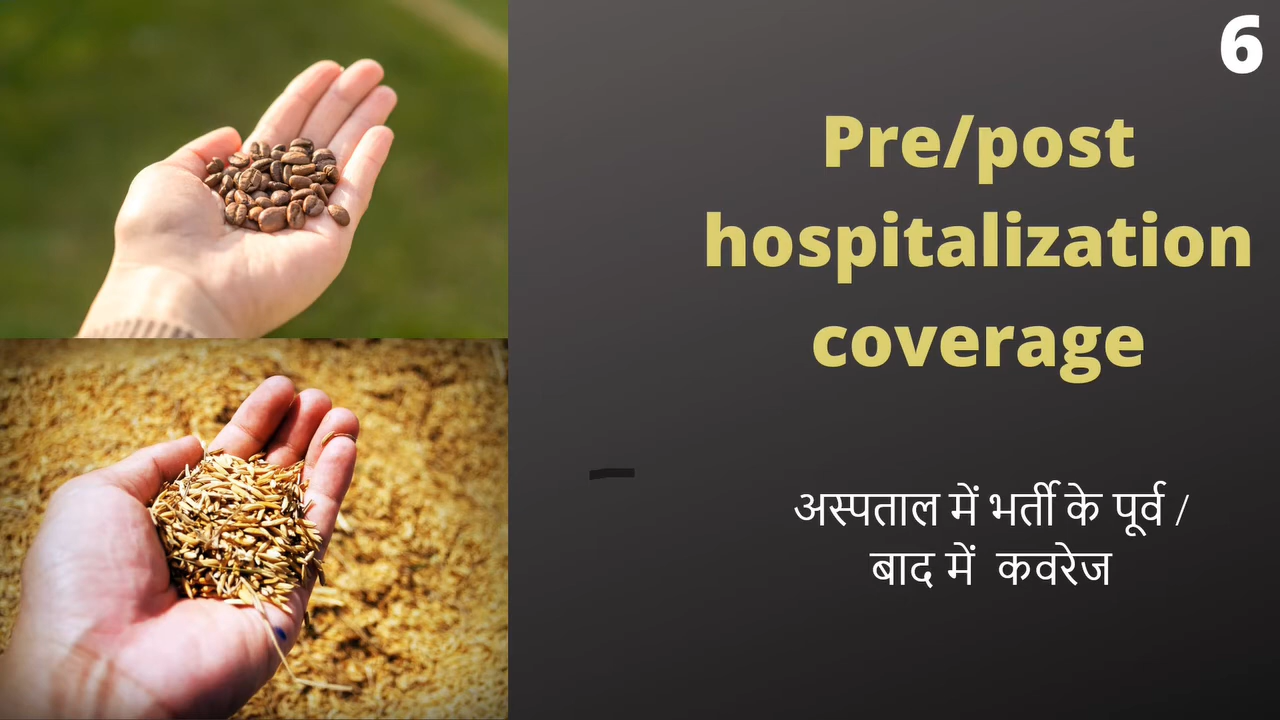 6
Pre/post
hospitalization
coverage
अस्पताल में भर्ती के पूर्व /
बाद में कवरेज